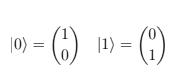 |0⟩ = (1 0) |1⟩ = (0 1)